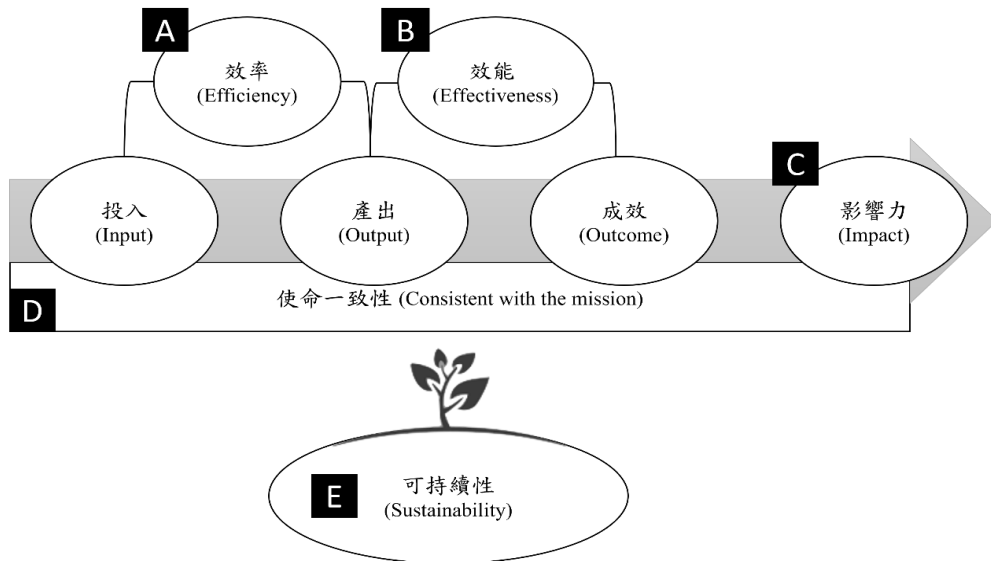 A
效率
(Efficiency)
B
效能
(Effectiveness)
投入
(Input)
產出
(Output)
成效
(Outcome)
C
影響力
(Impact)
D
使命一致性 (Consistent with the mission)
E
可持續性
(Sustainability)